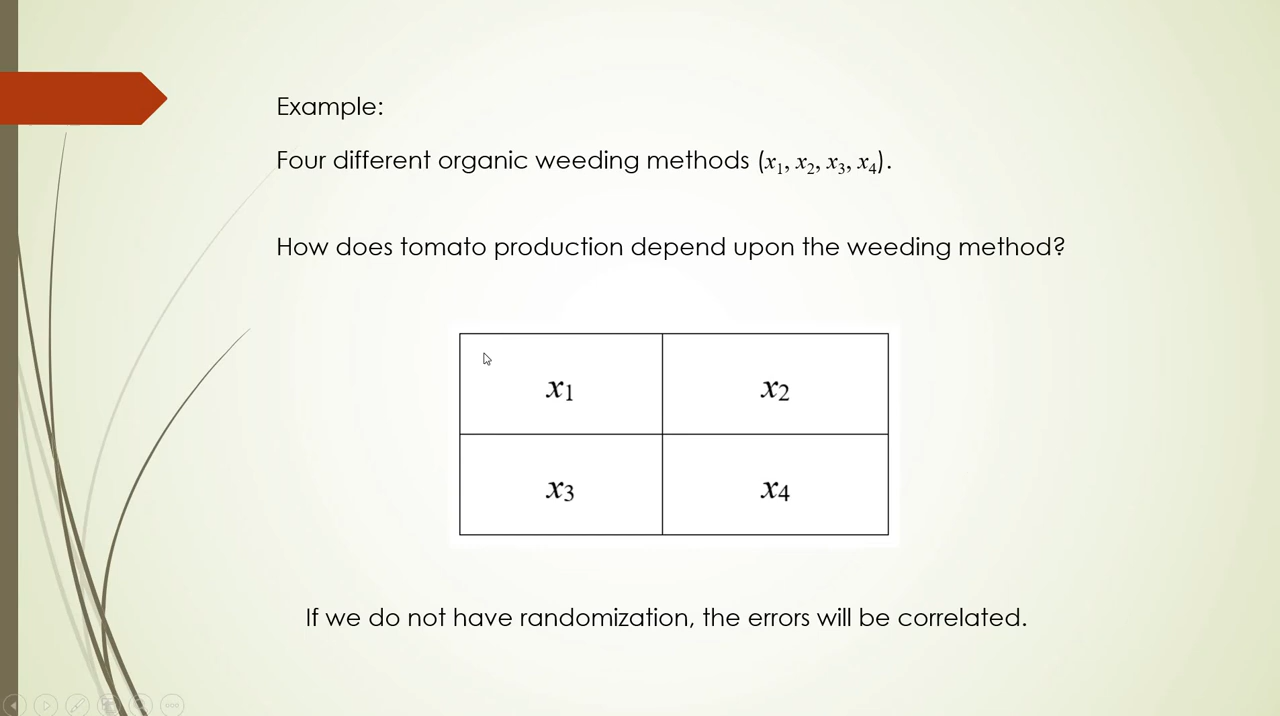 Example:
Four different organic weeding methods (x₁, x₂, x₃, x₄).
How does tomato production depend upon the weeding method?
x₁ x₂
x₃ x₄
If we do not have randomization, the errors will be correlated.